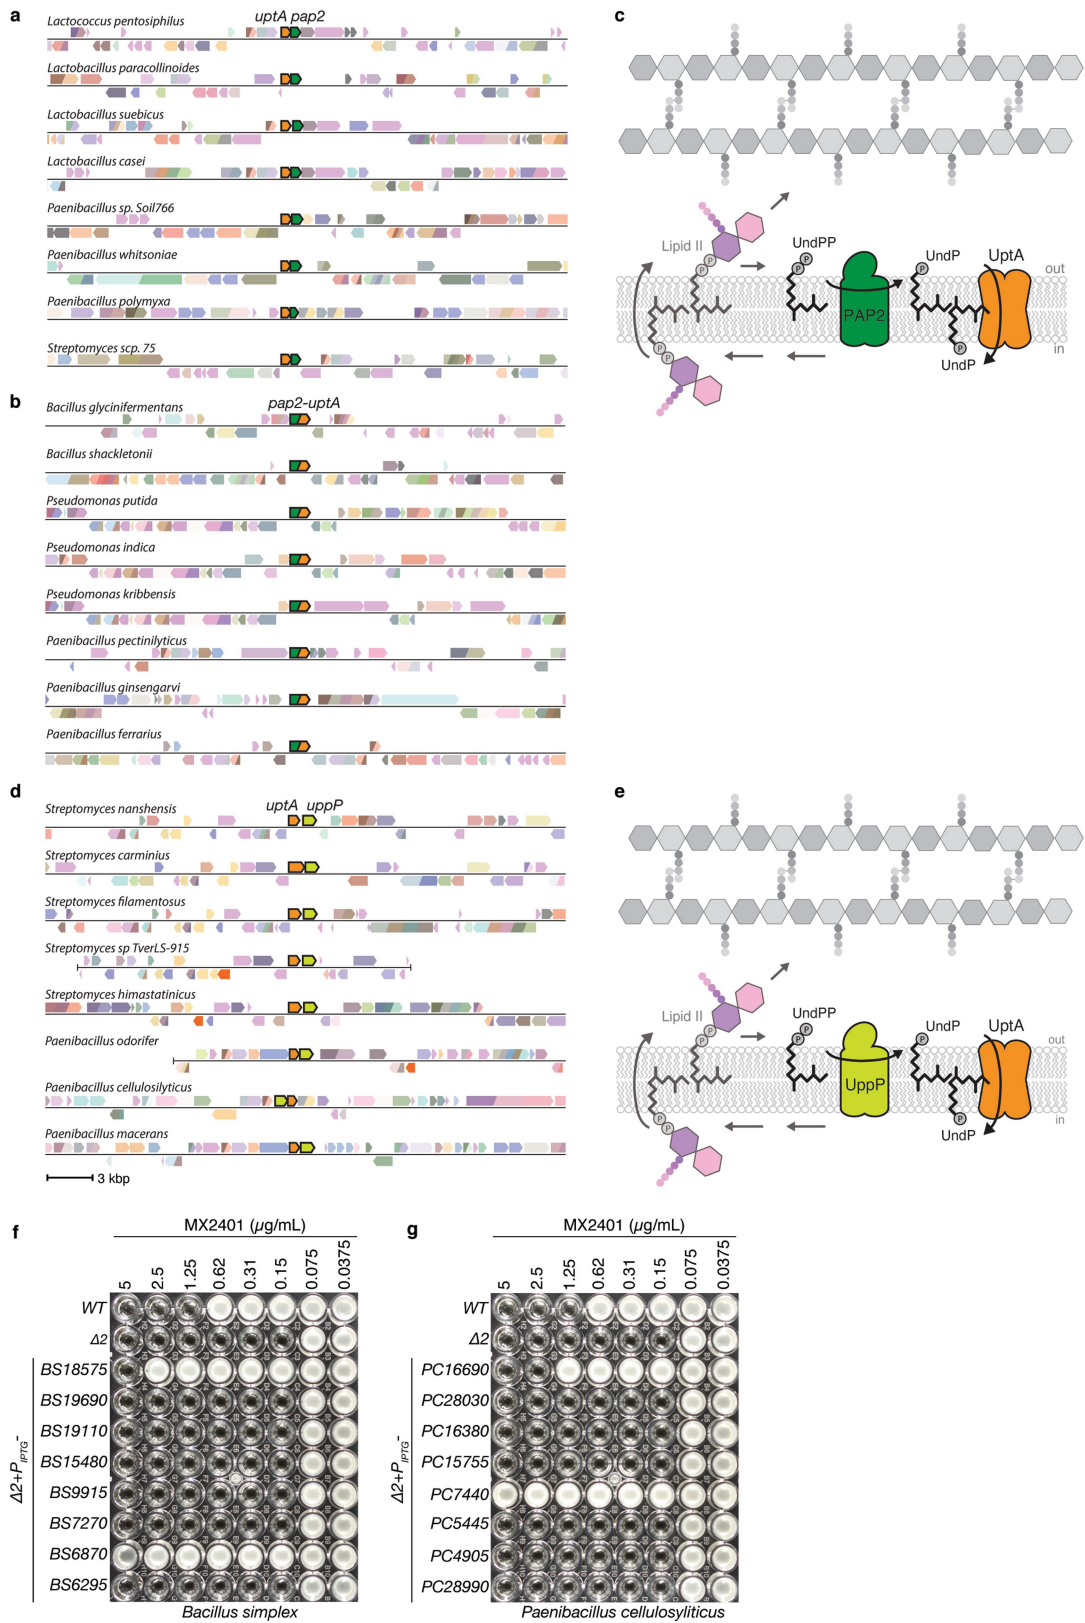 a
uptA pap2
Lactococcus pentosiphilus
Lactobacillus paracollinoides
Lactobacillus suebicus
Lactobacillus casei
Paenibacillus sp. Soil766
Paenibacillus whitsoniae
Paenibacillus polymyxa
Streptomyces scp. 75
b
pap2-uptA
Bacillus glycinifermentans
Bacillus shackletonii
Pseudomonas putida
Pseudomonas indica
Pseudomonas kribbensis
Paenibacillus pectinilyticus
Paenibacillus ginsengarvi
Paenibacillus ferrarius
c
Lipid II
P
P
UndPP
P
P
PAP2
UndP
P
UptA
out
in
P
UndP
P
P
d
uptA uppP
Streptomyces nanshensis
Streptomyces carminius
Streptomyces filamentosus
Streptomyces sp TverLS-915
Streptomyces himastatinicus
Paenibacillus odorifer
Paenibacillus cellulosilyticus
Paenibacillus macerans
3 kbp
e
Lipid II
P
P
UndPP
P
P
UppP
UndP
P
UptA
out
in
P
UndP
P
P
f
MX2401 (µg/mL)
5 2.5 1.25 0.62 0.31 0.15 0.075 0.0375
WT
Δ2
Δ2+P_IPTG-
BS18575
BS19690
BS19110
BS15480
BS9915
BS7270
BS6870
BS6295
Bacillus simplex
g
MX2401 (µg/mL)
5 2.5 1.25 0.62 0.31 0.15 0.075 0.0375
WT
Δ2
Δ2+P_IPTG-
PC16690
PC28030
PC16380
PC15755
PC7440
PC5445
PC4905
PC28990
Paenibacillus cellulosyliticus